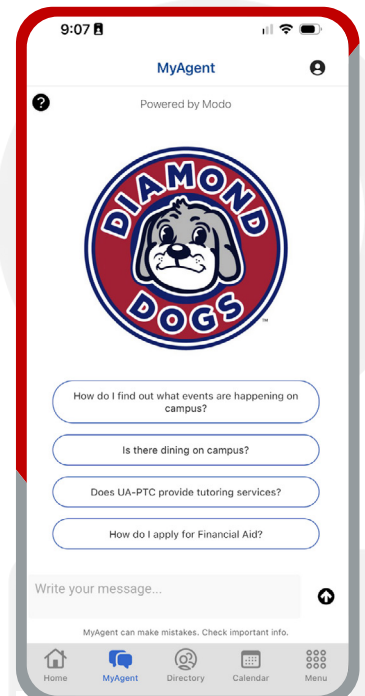 9:07
MyAgent
Powered by Modo
DIAMOND
DOGS
TM
How do I find out what events are happening on
campus?
Is there dining on campus?
Does UA-PTC provide tutoring services?
How do I apply for Financial Aid?
Write your message...
MyAgent can make mistakes. Check important info.
Home
MyAgent
Directory
Calendar
Menu